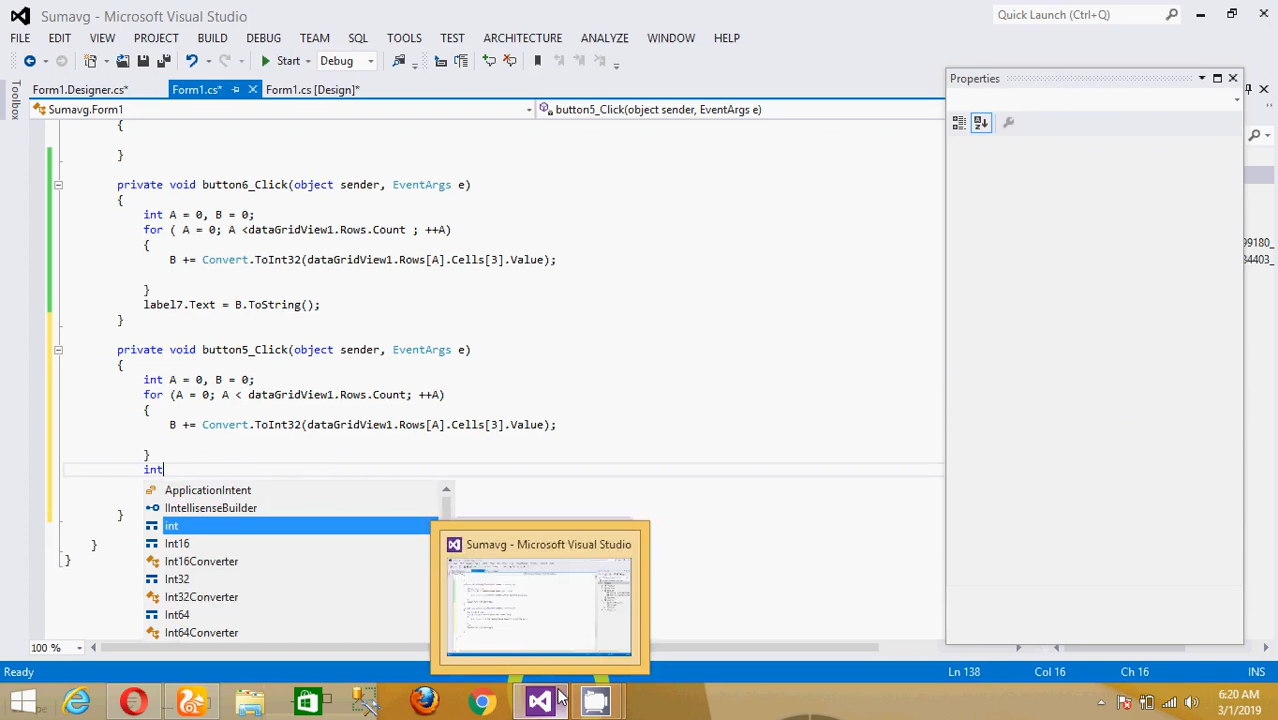 Sumavg - Microsoft Visual Studio
Quick Launch (Ctrl+Q)
FILE EDIT VIEW PROJECT BUILD DEBUG TEAM SQL TOOLS TEST ARCHITECTURE ANALYZE WINDOW HELP
Start Debug
Form1.Designer.cs* Form1.cs* Form1.cs [Design]*
Properties
Toolbox
Sumavg.Form1 button5_Click(object sender, EventArgs e)
{
}
private void button6_Click(object sender, EventArgs e)
{
int A = 0, B = 0;
for ( A = 0; A <dataGridView1.Rows.Count ; ++A)
{
B += Convert.ToInt32(dataGridView1.Rows[A].Cells[3].Value);
}
label7.Text = B.ToString();
}
private void button5_Click(object sender, EventArgs e)
{
int A = 0, B = 0;
for (A = 0; A < dataGridView1.Rows.Count; ++A)
{
B += Convert.ToInt32(dataGridView1.Rows[A].Cells[3].Value);
}
int
ApplicationIntent
IIntellisenseBuilder
int
Int16
Int16Converter
Int32
Int32Converter
Int64
Int64Converter
}
}
}
99180_
84403_
Sumavg - Microsoft Visual Studio
100 %
Ready Ln 138 Col 16 Ch 16 INS
6:20 AM
3/1/2019